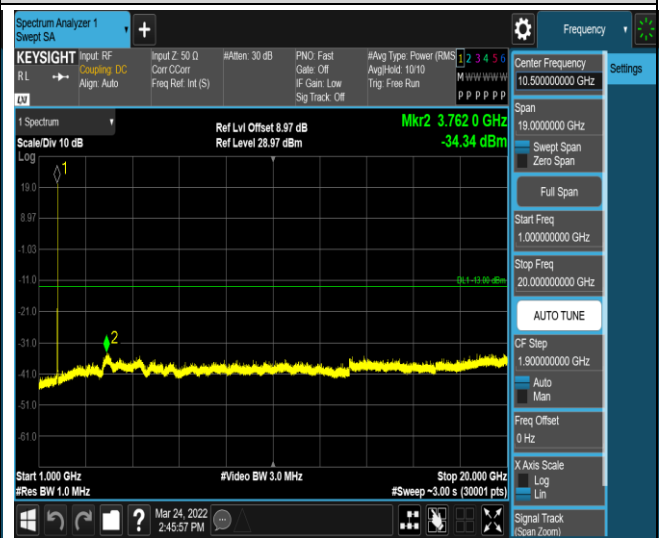 Spectrum Analyzer 1
Swept SA
+
Frequency
KEYSIGHT
RL
LXI
Input: RF
Coupling: DC
Align: Auto
Input Z: 50 Ω
Corr CCorr
Freq Ref: Int (S)
#Atten: 30 dB
PNO: Fast
Gate: Off
IF Gain: Low
Sig Track: Off
#Avg Type: Power (RMS
Avg|Hold: 10/10
Trig: Free Run
1 2 3 4 5 6
M W W W W W
P P P P P P
1 Spectrum
Scale/Div 10 dB
Log
Ref Lvl Offset 8.97 dB
Ref Level 28.97 dBm
Mkr2 3.762 0 GHz
-34.34 dBm
1
19.0
8.97
-1.03
-11.0
DL1 -13.00 dBm
-21.0
2
-31.0
-41.0
-51.0
-61.0
Start 1.000 GHz
#Res BW 1.0 MHz
#Video BW 3.0 MHz
Stop 20.000 GHz
#Sweep ~3.00 s (30001 pts)
?
Mar 24, 2022
2:45:57 PM
Center Frequency
10.500000000 GHz
Settings
Span
19.0000000 GHz
Swept Span
Zero Span
Full Span
Start Freq
1.000000000 GHz
Stop Freq
20.000000000 GHz
AUTO TUNE
CF Step
1.900000000 GHz
Auto
Man
Freq Offset
0 Hz
X Axis Scale
Log
Lin
Signal Track
(Span Zoom)